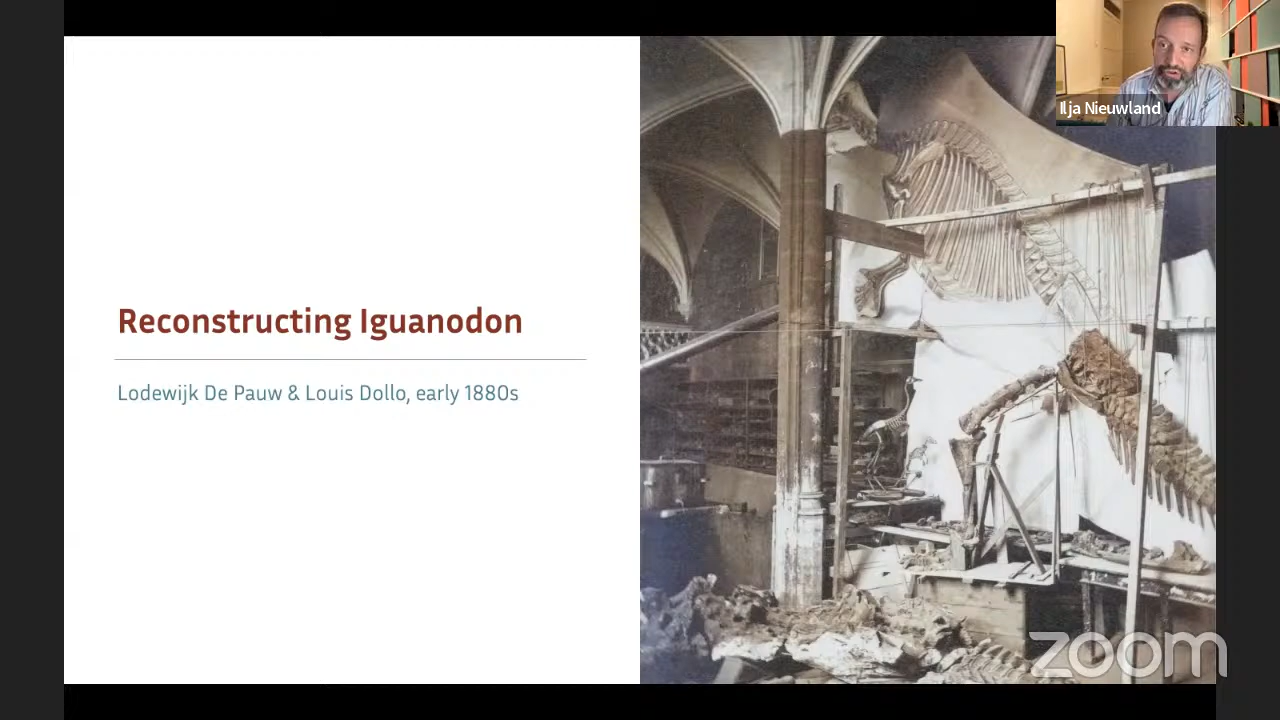 Ilja Nieuwland
Reconstructing Iguanodon
Lodewijk De Pauw & Louis Dollo, early 1880s
zoom